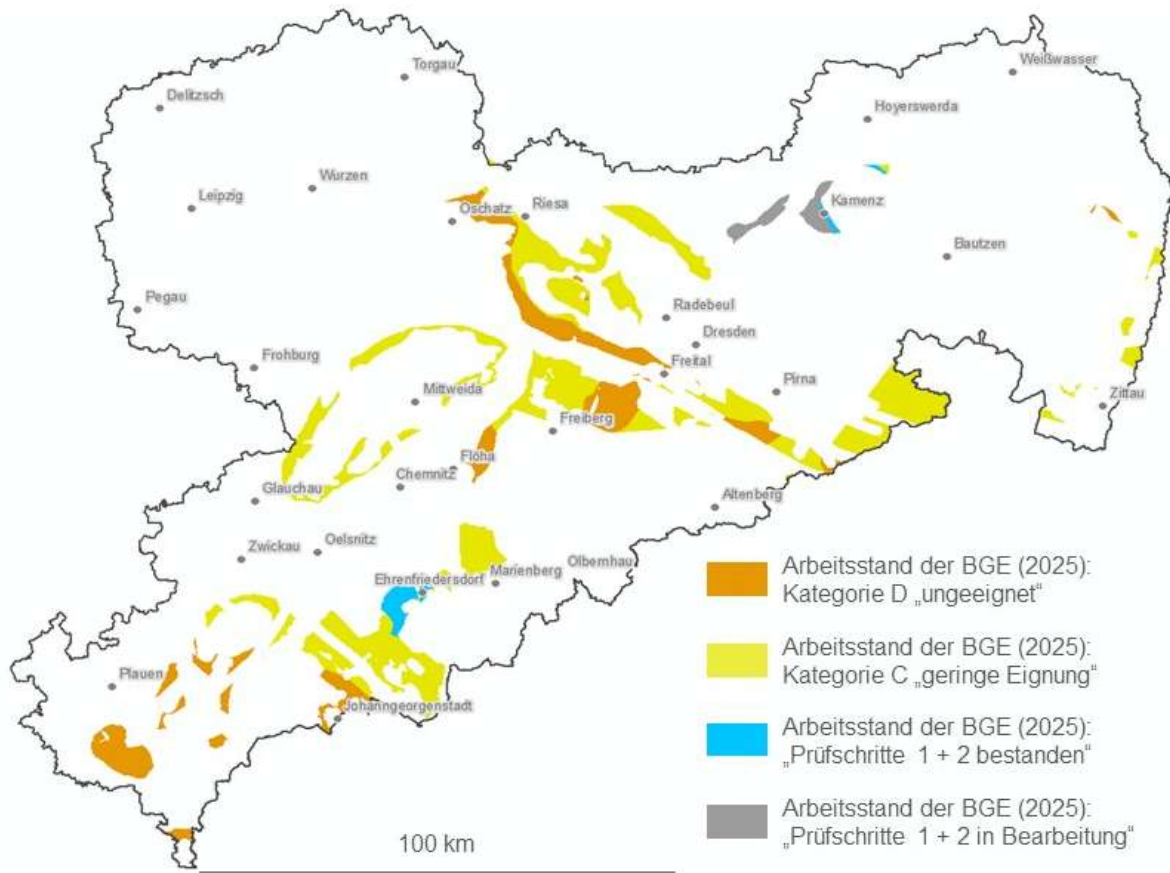 Torgau
Weißwasser
Delitzsch
Hoyerswerda
Wurzen
Leipzig
Oschatz
Riesa
Kamenz
Bautzen
Pegau
Radebeul
Dresden
Frohburg
Freital
Mittweida
Pirna
Zittau
Freiberg
Flöha
Chemnitz
Glauchau
Altenberg
Zwickau
Oelsnitz
Olbernhau
Ehrenfriedersdorf
Marienberg
Plauen
Johanngeorgenstadt
Arbeitsstand der BGE (2025):
Kategorie D „ungeeignet“
Arbeitsstand der BGE (2025):
Kategorie C „geringe Eignung“
Arbeitsstand der BGE (2025):
„Prüfschritte 1 + 2 bestanden“
Arbeitsstand der BGE (2025):
„Prüfschritte 1 + 2 in Bearbeitung“
100 km